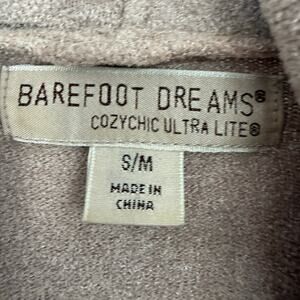 BAREFOOT DREAMS®
COZYCHIC ULTRA LITE®
S/M
MADE IN
CHINA